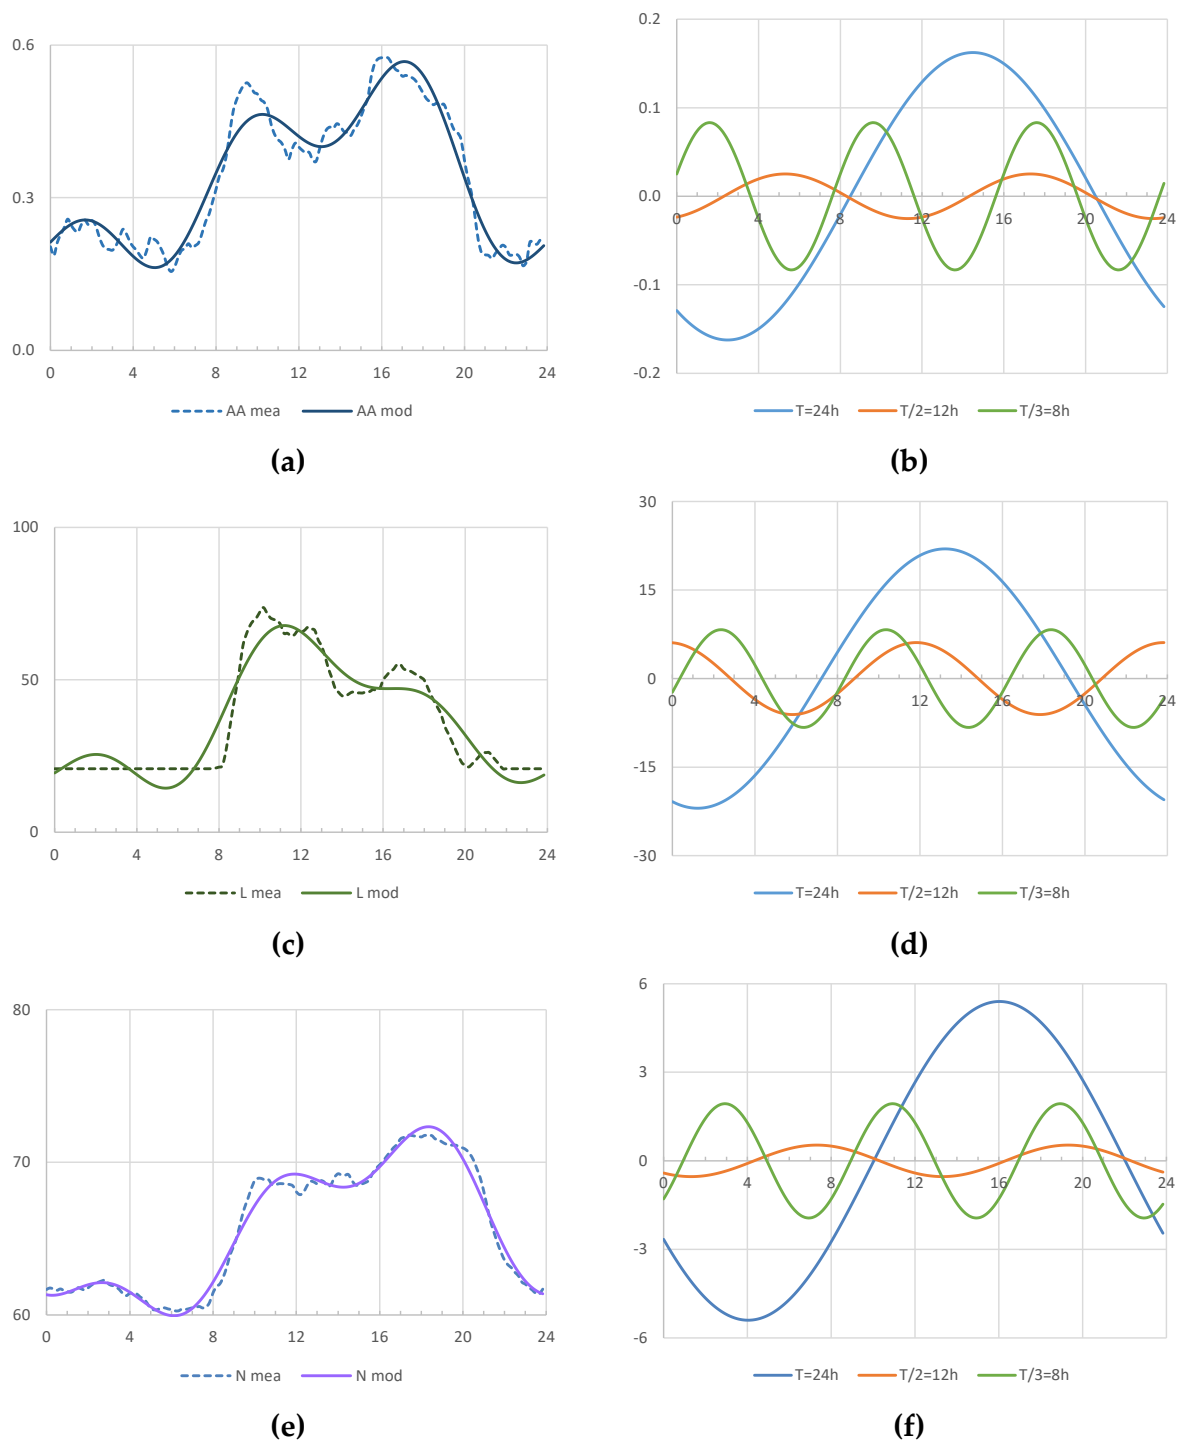 0.6
0.3
0.0
0 4 8 12 16 20 24
AA mea AA mod
(a)
0.2
0.1
0.0
-0.1
-0.2
0 4 8 12 16 20 24
T=24h T/2=12h T/3=8h
(b)
100
50
0
0 4 8 12 16 20 24
L mea L mod
(c)
30
15
0
-15
-30
0 4 8 12 16 20 24
T=24h T/2=12h T/3=8h
(d)
80
70
60
0 4 8 12 16 20 24
N mea N mod
(e)
6
3
0
-3
-6
0 4 8 12 16 20 24
T=24h T/2=12h T/3=8h
(f)